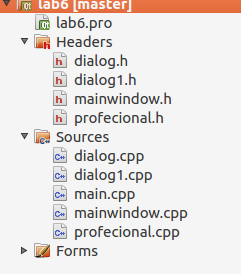 lab6 [master]
lab6.pro
Headers
dialog.h
dialog1.h
mainwindow.h
profecional.h
Sources
dialog.cpp
dialog1.cpp
main.cpp
mainwindow.cpp
profecional.cpp
Forms